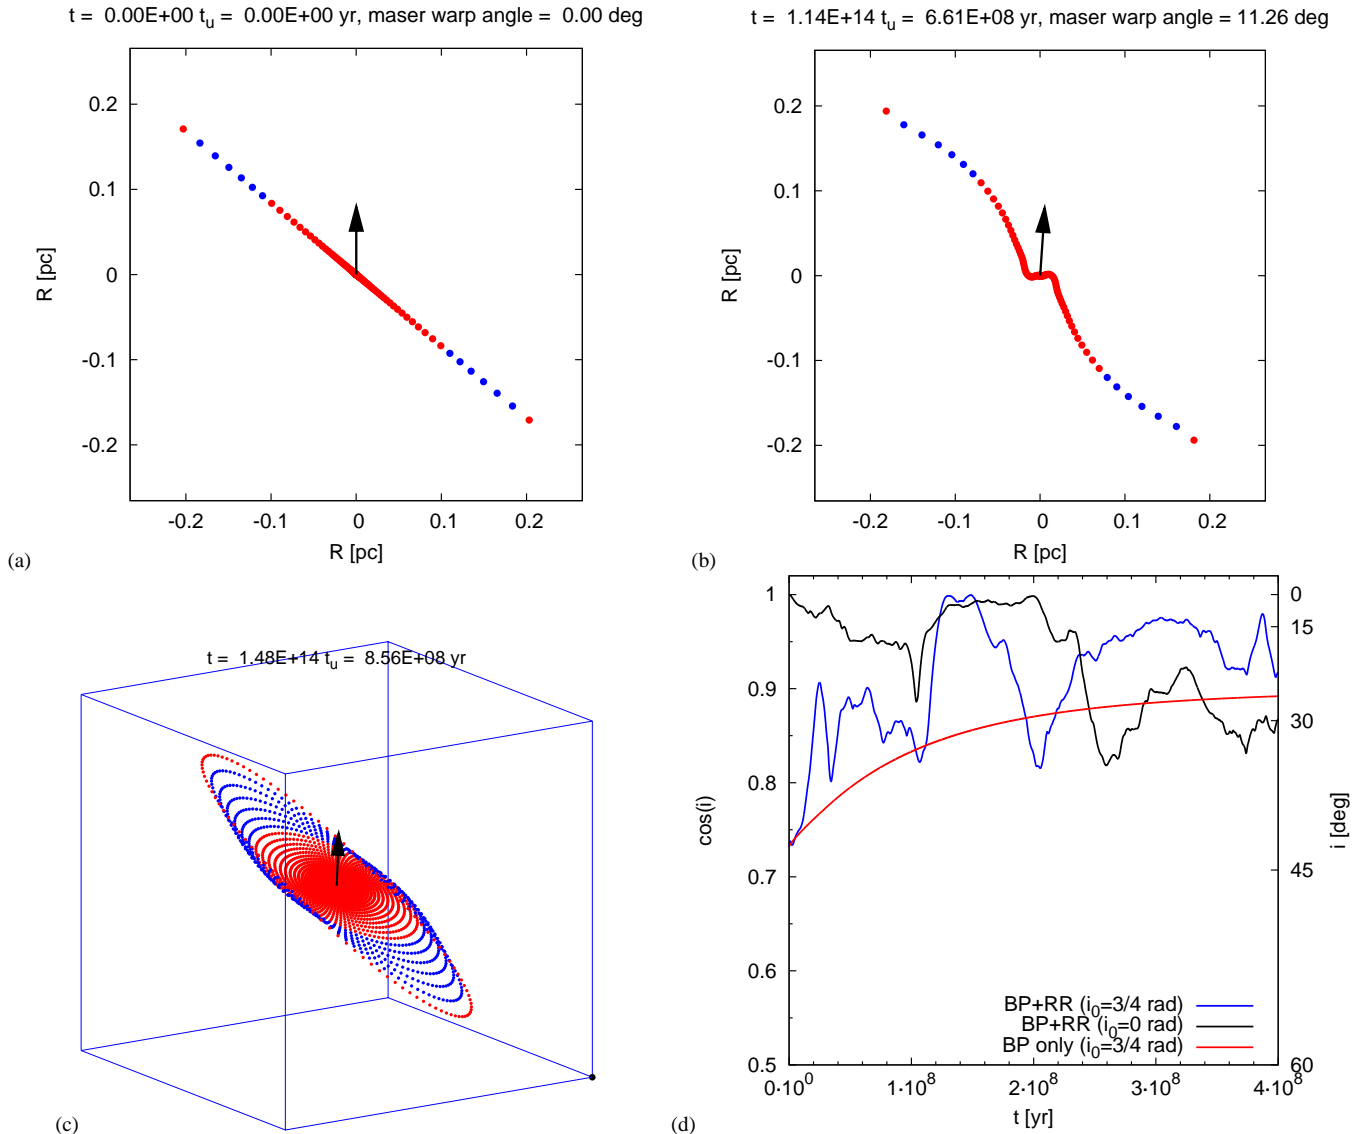 t = 0.00E+00 t_u = 0.00E+00 yr, maser warp angle = 0.00 deg
0.2
0.1
0
-0.1
-0.2
R [pc]
-0.2 -0.1 0 0.1 0.2
R [pc]
(a)
t = 1.14E+14 t_u = 6.61E+08 yr, maser warp angle = 11.26 deg
0.2
0.1
0
-0.1
-0.2
R [pc]
-0.2 -0.1 0 0.1 0.2
R [pc]
(b)
t = 1.48E+14 t_u = 8.56E+08 yr
(c)
1
0.9
0.8
0.7
0.6
0.5
cos(i)
0
15
30
45
60
i [deg]
BP+RR (i_0=3/4 rad)
BP+RR (i_0=0 rad)
BP only (i_0=3/4 rad)
0·10^0 1·10^8 2·10^8 3·10^8 4·10^8
t [yr]
(d)